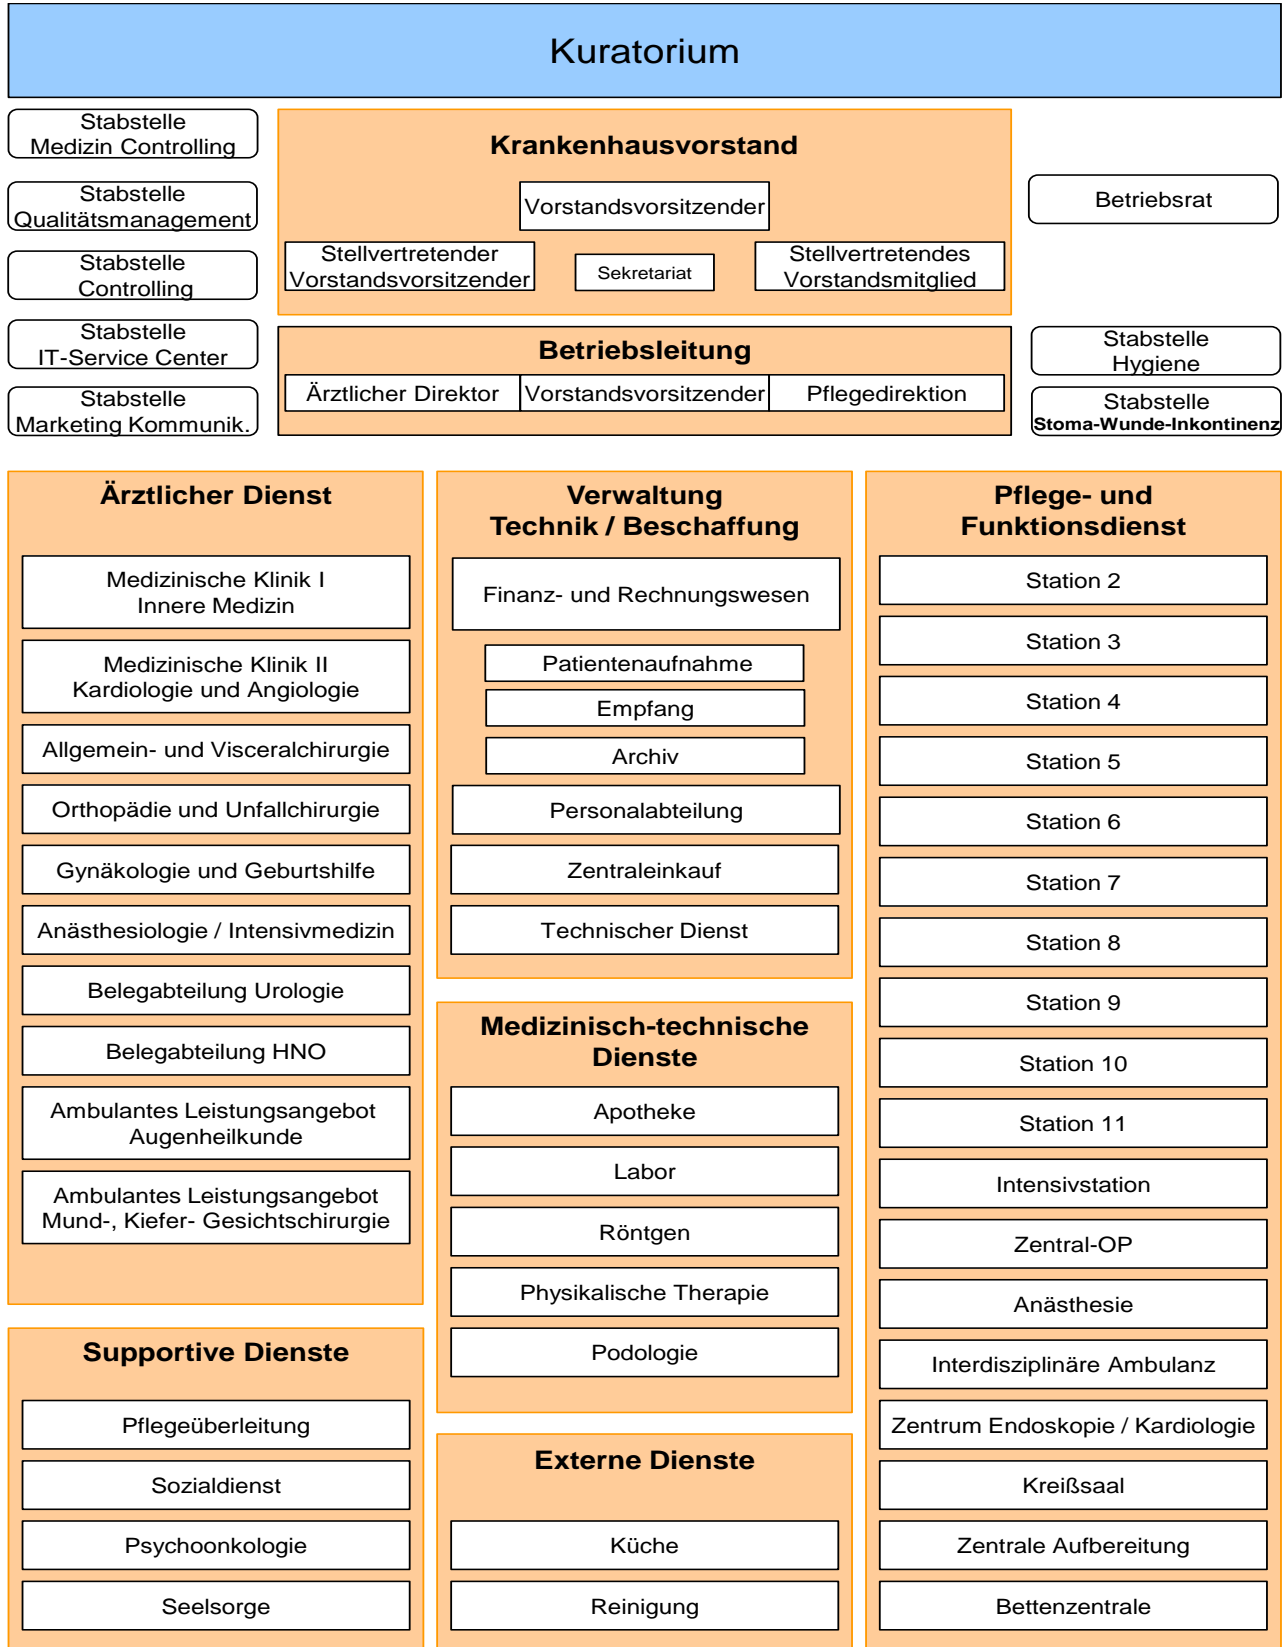 Kuratorium
Stabstelle
Medizin Controlling
Stabstelle
Qualitätsmanagement
Stabstelle
Controlling
Stabstelle
IT-Service Center
Stabstelle
Marketing Kommunik.
Krankenhausvorstand
Vorstandsvorsitzender
Stellvertretender
Vorstandsvorsitzender
Sekretariat
Stellvertretendes
Vorstandsmitglied
Betriebsleitung
Ärztlicher Direktor
Vorstandsvorsitzender
Pflegedirektion
Betriebsrat
Stabstelle
Hygiene
Stabstelle
Stoma-Wunde-Inkontinenz
Ärztlicher Dienst
Medizinische Klinik I
Innere Medizin
Medizinische Klinik II
Kardiologie und Angiologie
Allgemein- und Visceralchirurgie
Orthopädie und Unfallchirurgie
Gynäkologie und Geburtshilfe
Anästhesiologie / Intensivmedizin
Belegabteilung Urologie
Belegabteilung HNO
Ambulantes Leistungsangebot
Augenheilkunde
Ambulantes Leistungsangebot
Mund-, Kiefer- Gesichtschirurgie
Supportive Dienste
Pflegeüberleitung
Sozialdienst
Psychoonkologie
Seelsorge
Verwaltung
Technik / Beschaffung
Finanz- und Rechnungswesen
Patientenaufnahme
Empfang
Archiv
Personalabteilung
Zentraleinkauf
Technischer Dienst
Medizinisch-technische
Dienste
Apotheke
Labor
Röntgen
Physikalische Therapie
Podologie
Externe Dienste
Küche
Reinigung
Pflege- und
Funktionsdienst
Station 2
Station 3
Station 4
Station 5
Station 6
Station 7
Station 8
Station 9
Station 10
Station 11
Intensivstation
Zentral-OP
Anästhesie
Interdisziplinäre Ambulanz
Zentrum Endoskopie / Kardiologie
Kreißsaal
Zentrale Aufbereitung
Bettenzentrale